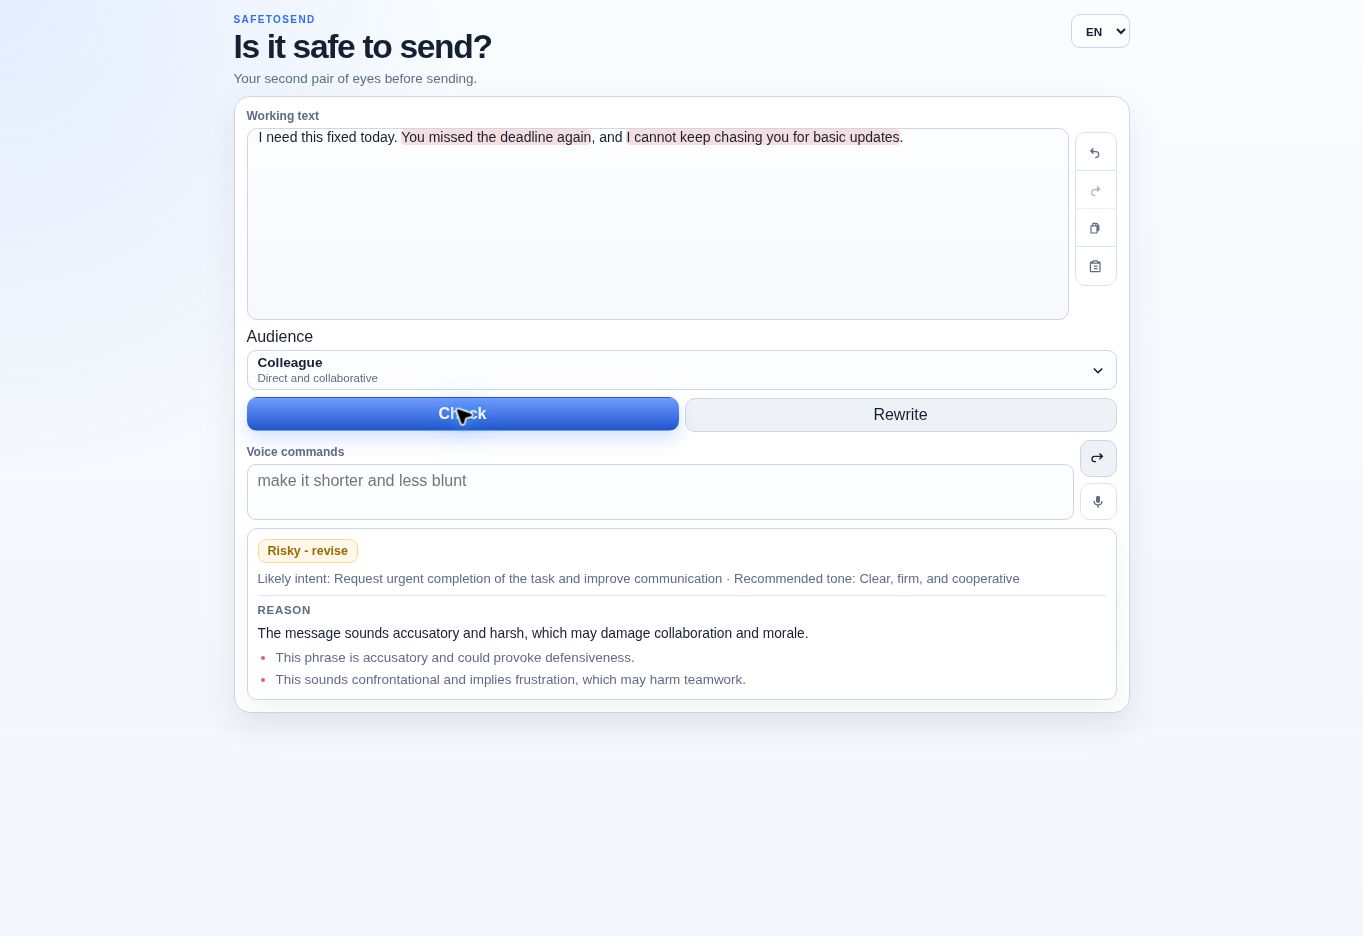 SAFETOSEND
Is it safe to send?
EN
Your second pair of eyes before sending.
Working text
I need this fixed today. You missed the deadline again, and I cannot keep chasing you for basic updates.
Audience
Colleague
Direct and collaborative
Check
Rewrite
Voice commands
make it shorter and less blunt
Risky - revise
Likely intent: Request urgent completion of the task and improve communication · Recommended tone: Clear, firm, and cooperative
REASON
The message sounds accusatory and harsh, which may damage collaboration and morale.
• This phrase is accusatory and could provoke defensiveness.
• This sounds confrontational and implies frustration, which may harm teamwork.